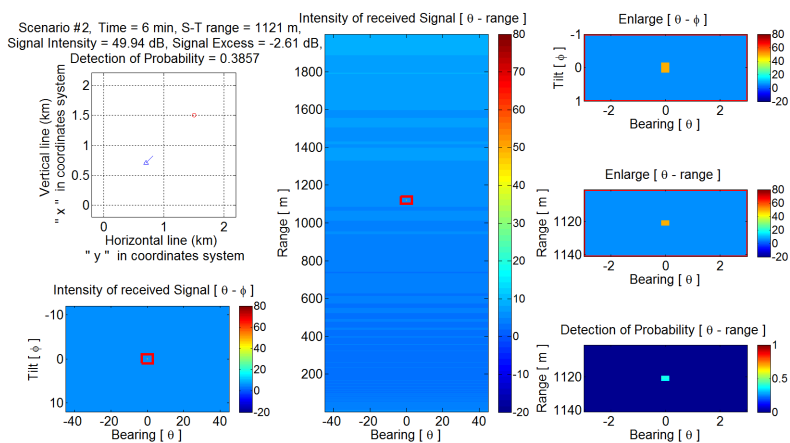 Scenario #2,  Time = 6 min, S-T range = 1121 m,
Signal Intensity = 49.94 dB, Signal Excess = -2.61 dB,
Detection of Probability = 0.3857
Vertical line (km)
" x "  in coordinates system
2
1.5
1
0.5
0
0 1 2
Horizontal line (km)
" y "  in coordinates system
Intensity of received Signal [ θ - ϕ ]
Tilt [ ϕ ]
-10
0
10
-40 -20 0 20 40
Bearing [ θ ]
80
60
40
20
0
-20
Intensity of received Signal [ θ - range ]
Range [ m ]
1800
1600
1400
1200
1000
800
600
400
200
-40 -20 0 20 40
Bearing [ θ ]
80
70
60
50
40
30
20
10
0
-10
-20
Enlarge [ θ - ϕ ]
Tilt [ ϕ ]
-1
0
1
-2 0 2
Bearing [ θ ]
80
60
40
20
0
-20
Enlarge [ θ - range ]
Range [ m ]
1120
1140
-2 0 2
Bearing [ θ ]
80
60
40
20
0
-20
Detection of Probability [ θ - range ]
Range [ m ]
1120
1140
-2 0 2
Bearing [ θ ]
1
0.5
0